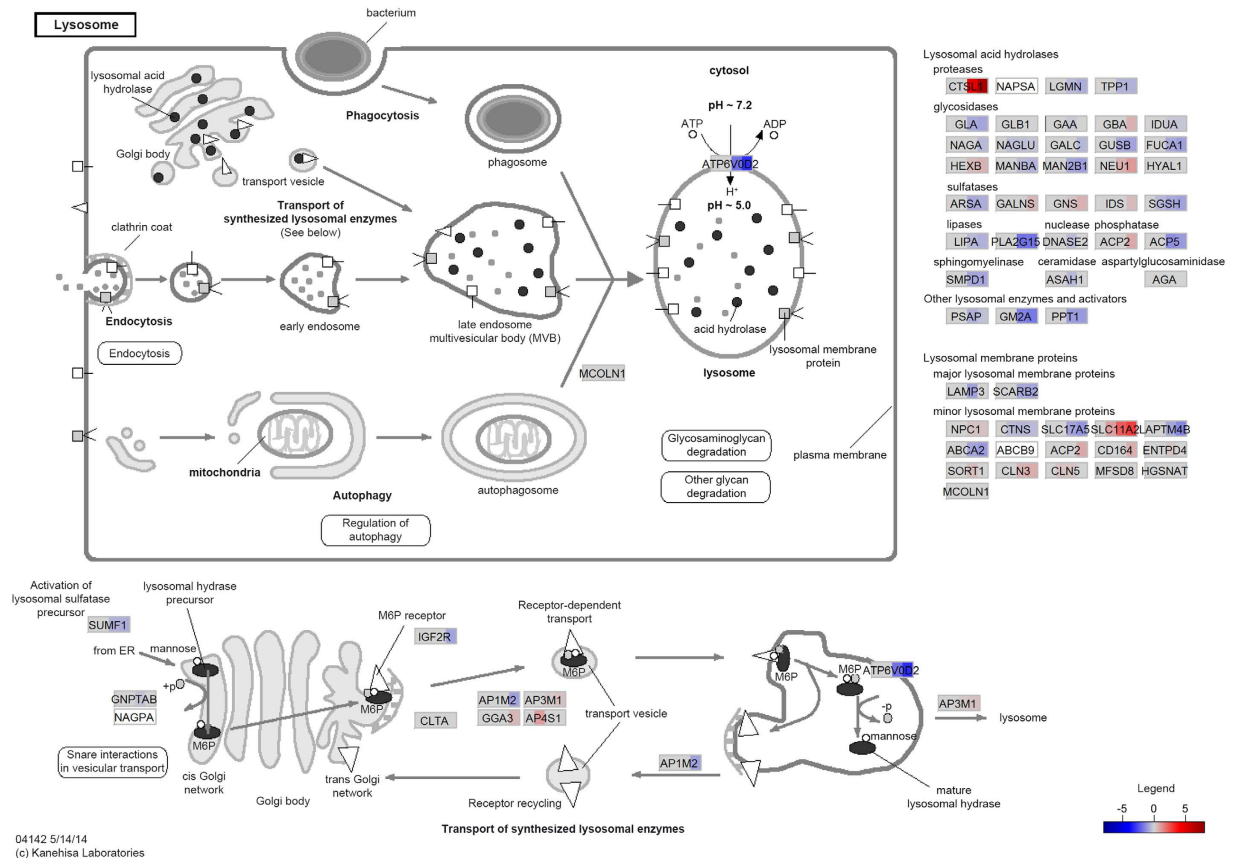 Lysosome
bacterium
lysosomal acid
hydrolase
Golgi body
Phagocytosis
phagosome
transport vesicle
Transport of
synthesized lysosomal enzymes
(See below)
clathrin coat
Endocytosis
Endocytosis
early endosome
late endosome
multivesicular body (MVB)
cytosol
pH ~ 7.2
ATP
ADP
ATP6V0D2
H+
pH ~ 5.0
acid hydrolase
lysosomal membrane
protein
lysosome
MCOLN1
mitochondria
Autophagy
Regulation of
autophagy
autophagosome
Glycosaminoglycan
degradation
Other glycan
degradation
plasma membrane
Lysosomal acid hydrolases
proteases
NAPSA LGMN TPP1
glycosidases
GLA GLB1 GAA GBA IDUA
NAGA NAGLU GALC GUSB FUCA1
HEXB MANBA MAN2B1 NEU1 HYAL1
sulfatases
ARSA GALNS GNS IDS SGSH
lipases nuclease phosphatase
LIPA PLA2G15 DNASE2 ACP2 ACP5
sphingomyelinase ceramidase aspartylglucosaminidase
SMPD1 ASAH1 AGA
Other lysosomal enzymes and activators
PSAP GM2A PPT1
Lysosomal membrane proteins
major lysosomal membrane proteins
LAMP3 SCARB2
minor lysosomal membrane proteins
NPC1 CTNS SLC17A5 SLC11A2 LAPTM4B
ABCA2 ABCB9 ACP2 CD164 ENTPD4
SORT1 CLN3 CLN5 MFSD8 HGSNAT
MCOLN1
Activation of
lysosomal sulfatase
precursor
SUMF1
lysosomal hydrase
precursor
from ER
mannose
+p
GNPTAB
NAGPA
M6P
Snare interactions
in vesicular transport
cis Golgi
network
Golgi body
trans Golgi
network
M6P receptor
IGF2R
M6P
CLTA
AP1M2 AP3M1
GGA3 AP4S1
Receptor-dependent
transport
M6P
transport vesicle
Receptor recycling
AP1M2
M6P
M6P
ATP6V0D2
-p
mannose
mature
lysosomal hydrase
AP3M1
lysosome
Transport of synthesized lysosomal enzymes
Legend
-5 0 5
04142 5/14/14
(c) Kanehisa Laboratories